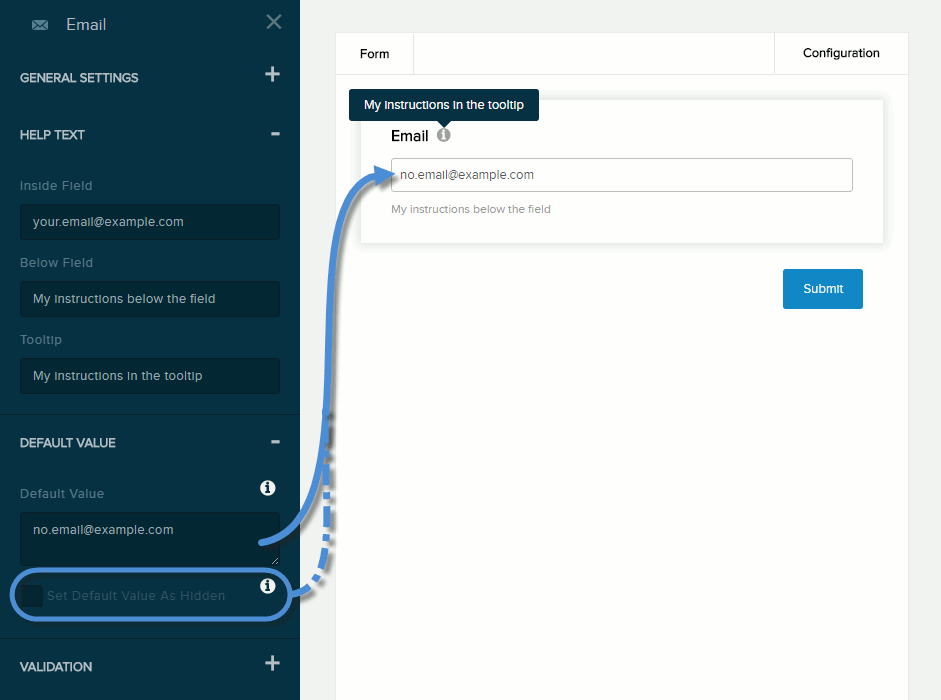 Email
GENERAL SETTINGS
HELP TEXT
Inside Field
your.email@example.com
Below Field
My instructions below the field
Tooltip
My instructions in the tooltip
DEFAULT VALUE
Default Value
no.email@example.com
Set Default Value As Hidden
VALIDATION
Form
Configuration
My instructions in the tooltip
Email
no.email@example.com
My instructions below the field
Submit